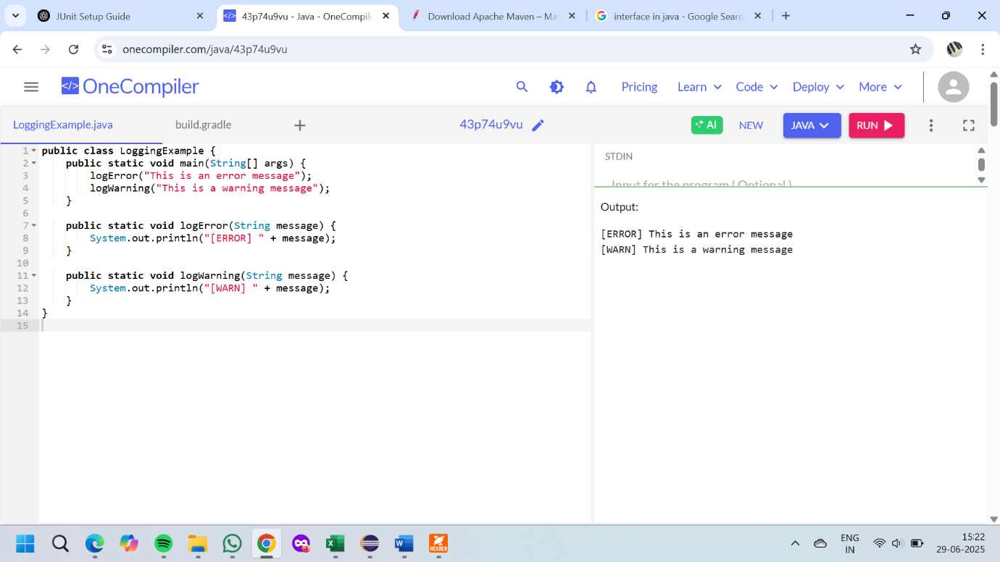 JUnit Setup Guide
43p74u9vu - Java - OneCompile
Download Apache Maven – Ma
interface in java - Google Search
onecompiler.com/java/43p74u9vu
</> OneCompiler
Pricing
Learn
Code
Deploy
More
LoggingExample.java
build.gradle
+
43p74u9vu
AI
NEW
JAVA
RUN
1 public class LoggingExample {
2     public static void main(String[] args) {
3         logError("This is an error message");
4         logWarning("This is a warning message");
5     }
6
7     public static void logError(String message) {
8         System.out.println("[ERROR] " + message);
9     }
10
11     public static void logWarning(String message) {
12         System.out.println("[WARN] " + message);
13     }
14 }
15
STDIN
Input for the program ( Optional )
Output:
[ERROR] This is an error message
[WARN] This is a warning message
READER
ENG
IN
15:22
29-06-2025